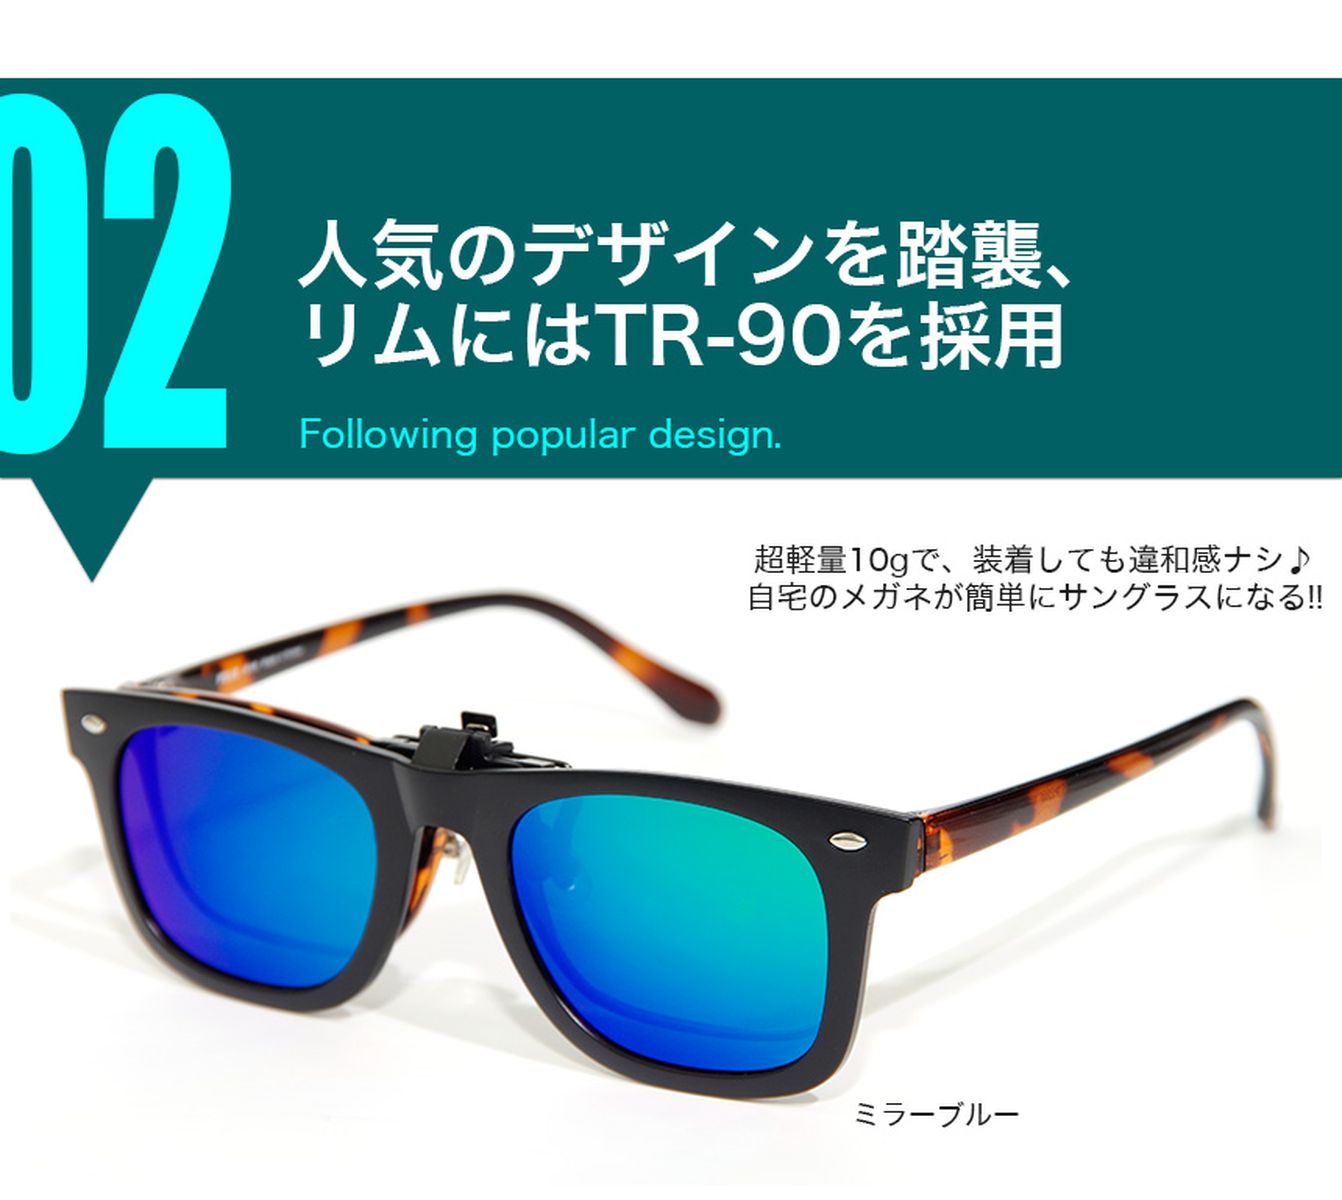 02
人気のデザインを踏襲、
リムにはTR-90を採用
Following popular design.
超軽量10gで、装着しても違和感ナシ♪
自宅のメガネが簡単にサングラスになる!!
ミラーブルー